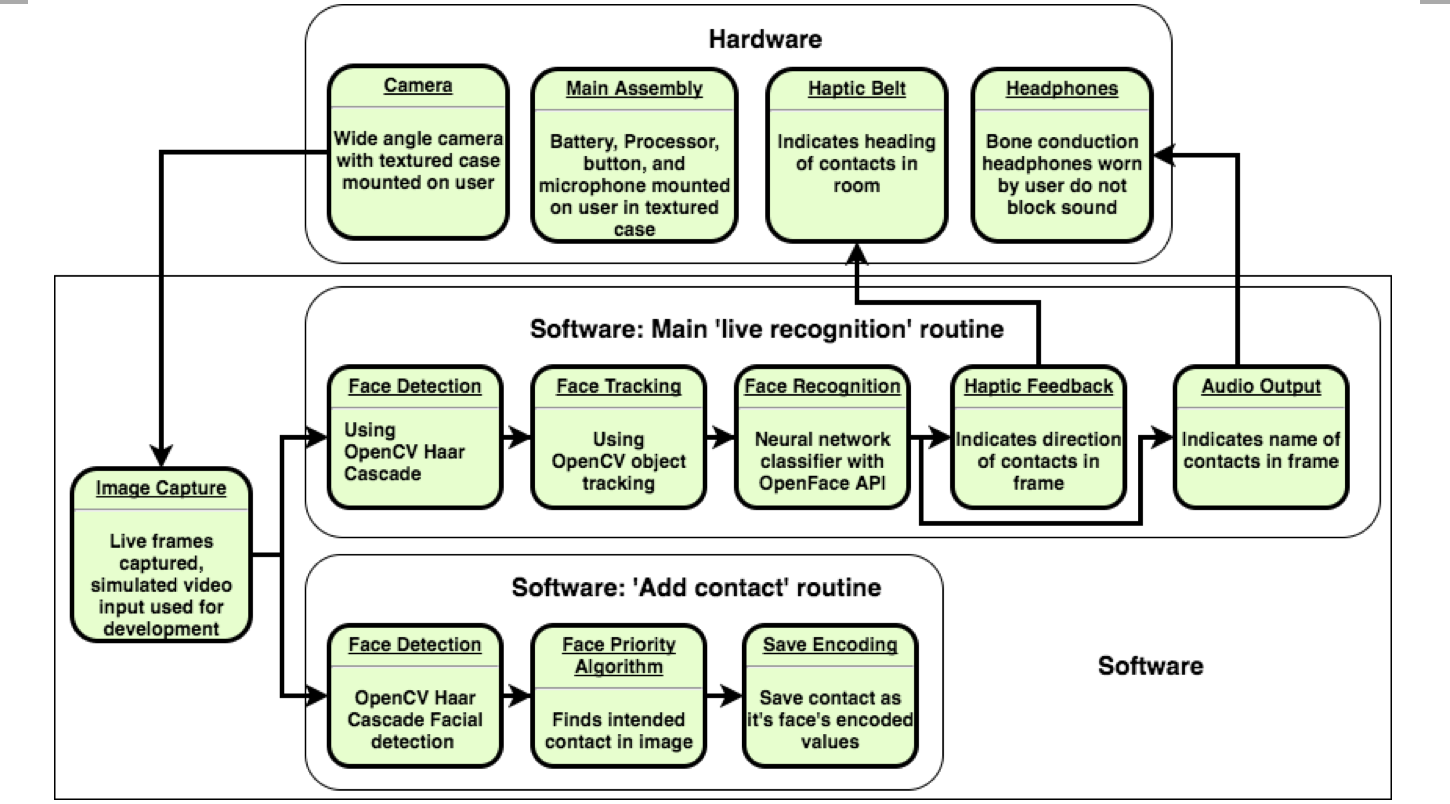 Hardware
Camera
Wide angle camera
with textured case
mounted on user
Main Assembly
Battery, Processor,
button, and
microphone mounted
on user in textured
case
Haptic Belt
Indicates heading
of contacts in
room
Headphones
Bone conduction
headphones worn
by user do not
block sound
Software: Main 'live recognition' routine
Face Detection
Using
OpenCV Haar
Cascade
Face Tracking
Using
OpenCV object
tracking
Face Recognition
Neural network
classifier with
OpenFace API
Haptic Feedback
Indicates direction
of contacts in
frame
Audio Output
Indicates name of
contacts in frame
Image Capture
Live frames
captured,
simulated video
input used for
development
Software: 'Add contact' routine
Face Detection
OpenCV Haar
Cascade Facial
detection
Face Priority
Algorithm
Finds intended
contact in image
Save Encoding
Save contact as
it's face's encoded
values
Software